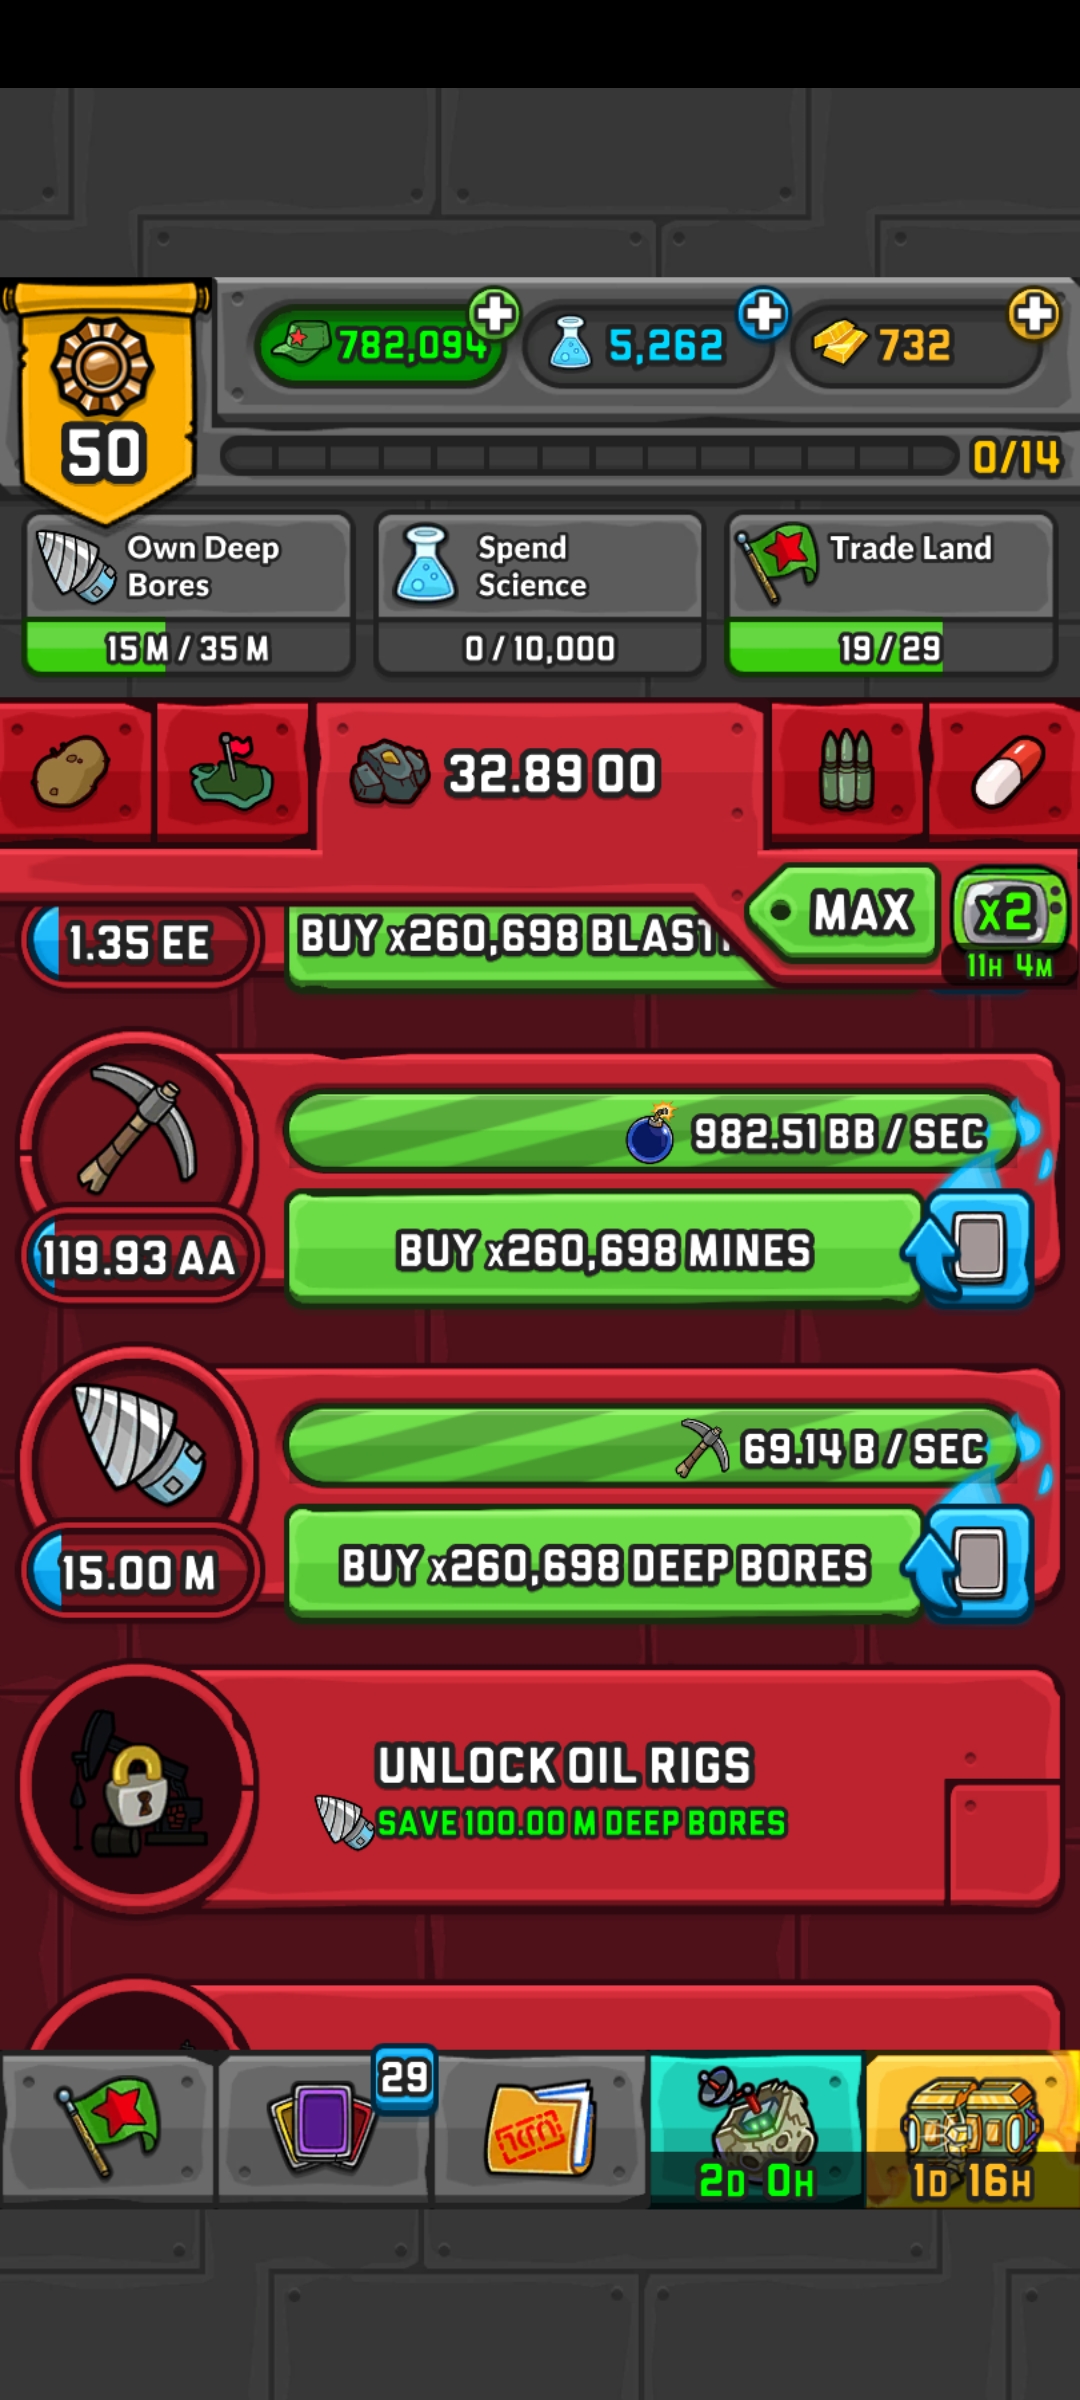 782,094
5,262
732
50
0/14
Own Deep
Bores
Spend
Science
Trade Land
15 M / 35 M
0 / 10,000
19 / 29
32.89 OO
MAX
x2
11H 4M
1.35 EE
BUY x260,698
982.51 BB / SEC
119.93 AA
BUY x260,698 MINES
69.14 B / SEC
15.00 M
BUY x260,698 DEEP BORES
UNLOCK OIL RIGS
SAVE 100.00 M DEEP BORES
29
2D 0H
1D 16H